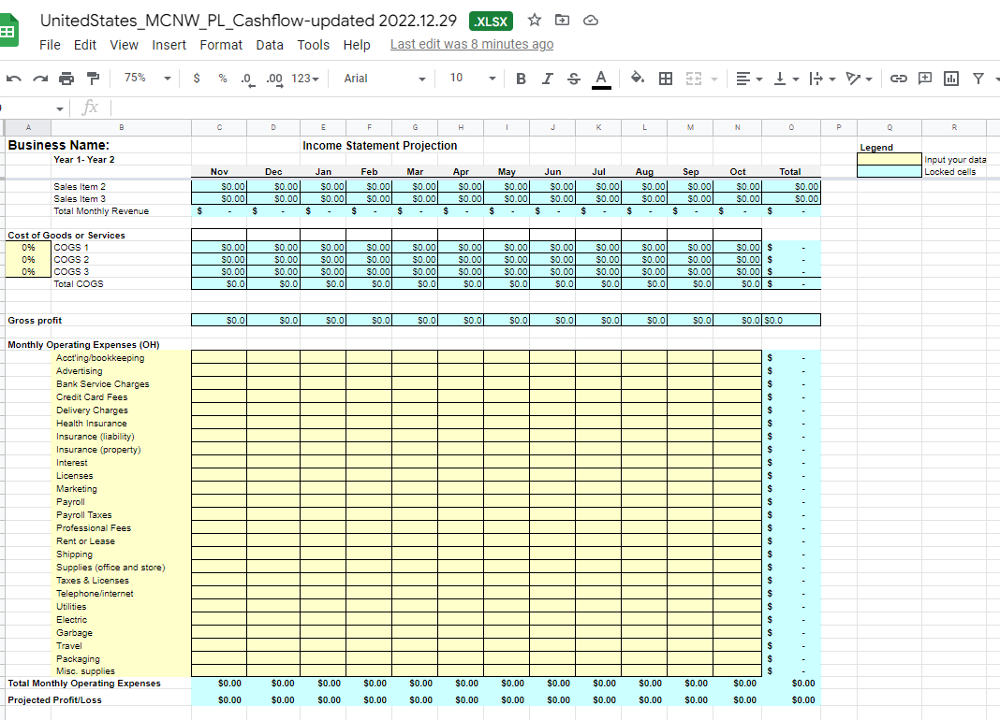 UnitedStates_MCNW_PL_Cashflow-updated 2022.12.29 .XLSX
File Edit View Insert Format Data Tools Help Last edit was 8 minutes ago
75% $ % .0 .00 123 Arial 10 B I S A
fx
A B C D E F G H I J K L M N O P Q R
Business Name: Income Statement Projection Legend
Year 1- Year 2 Input your data
Nov Dec Jan Feb Mar Apr May Jun Jul Aug Sep Oct Total Locked cells
Sales Item 2 $0.00 $0.00 $0.00 $0.00 $0.00 $0.00 $0.00 $0.00 $0.00 $0.00 $0.00 $0.00 $0.00
Sales Item 3 $0.00 $0.00 $0.00 $0.00 $0.00 $0.00 $0.00 $0.00 $0.00 $0.00 $0.00 $0.00 $0.00
Total Monthly Revenue $ - $ - $ - $ - $ - $ - $ - $ - $ - $ - $ - $ - $ -
Cost of Goods or Services
0% COGS 1 $0.00 $0.00 $0.00 $0.00 $0.00 $0.00 $0.00 $0.00 $0.00 $0.00 $0.00 $0.00 $ -
0% COGS 2 $0.00 $0.00 $0.00 $0.00 $0.00 $0.00 $0.00 $0.00 $0.00 $0.00 $0.00 $0.00 $ -
0% COGS 3 $0.00 $0.00 $0.00 $0.00 $0.00 $0.00 $0.00 $0.00 $0.00 $0.00 $0.00 $0.00 $ -
Total COGS $0.0 $0.0 $0.0 $0.0 $0.0 $0.0 $0.0 $0.0 $0.0 $0.0 $0.0 $0.0 $ -
Gross profit $0.0 $0.0 $0.0 $0.0 $0.0 $0.0 $0.0 $0.0 $0.0 $0.0 $0.0 $0.0 $0.0
Monthly Operating Expenses (OH)
Acct'ing/bookkeeping $ -
Advertising $ -
Bank Service Charges $ -
Credit Card Fees $ -
Delivery Charges $ -
Health Insurance $ -
Insurance (liability) $ -
Insurance (property) $ -
Interest $ -
Licenses $ -
Marketing $ -
Payroll $ -
Payroll Taxes $ -
Professional Fees $ -
Rent or Lease $ -
Shipping $ -
Supplies (office and store) $ -
Taxes & Licenses $ -
Telephone/internet $ -
Utilities $ -
Electric $ -
Garbage $ -
Travel $ -
Packaging $ -
Misc. supplies $ -
Total Monthly Operating Expenses $0.00 $0.00 $0.00 $0.00 $0.00 $0.00 $0.00 $0.00 $0.00 $0.00 $0.00 $0.00 $0.00
Projected Profit/Loss $0.00 $0.00 $0.00 $0.00 $0.00 $0.00 $0.00 $0.00 $0.00 $0.00 $0.00 $0.00 $0.00